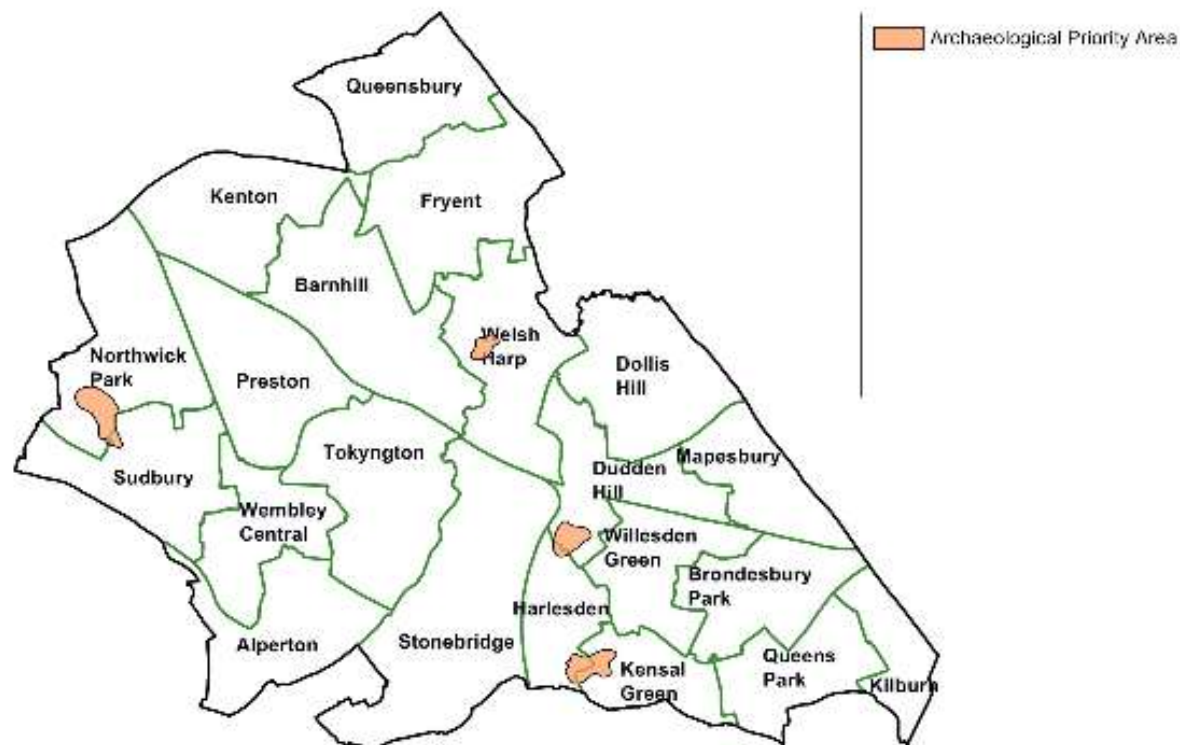 Archaeological Priority Area
Queensbury
Kenton
Fryent
Barnhill
Welsh
Harp
Northwick
Park
Preston
Dollis
Hill
Tokyngton
Sudbury
Dudden
Hill
Mapesbury
Wembley
Central
Willesden
Green
Brondesbury
Park
Harlesden
Alperton
Stonebridge
Kensal
Green
Queens
Park
Kilburn